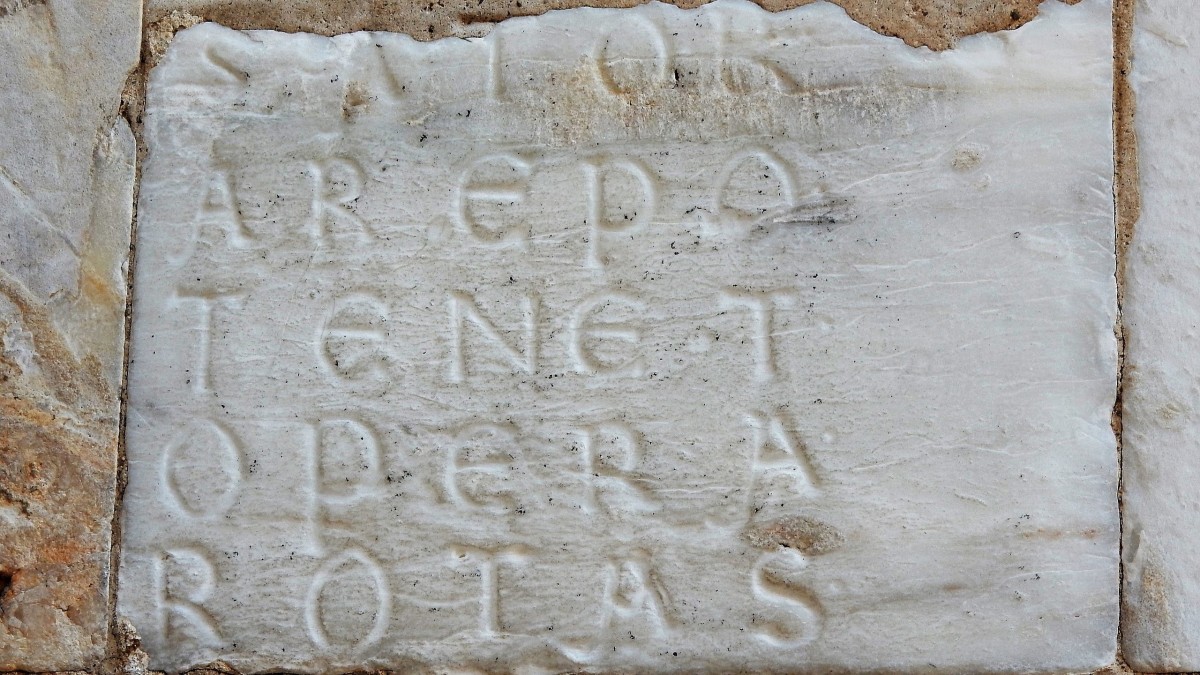 SATOR
AREPO
TENET
OPERA
ROTAS